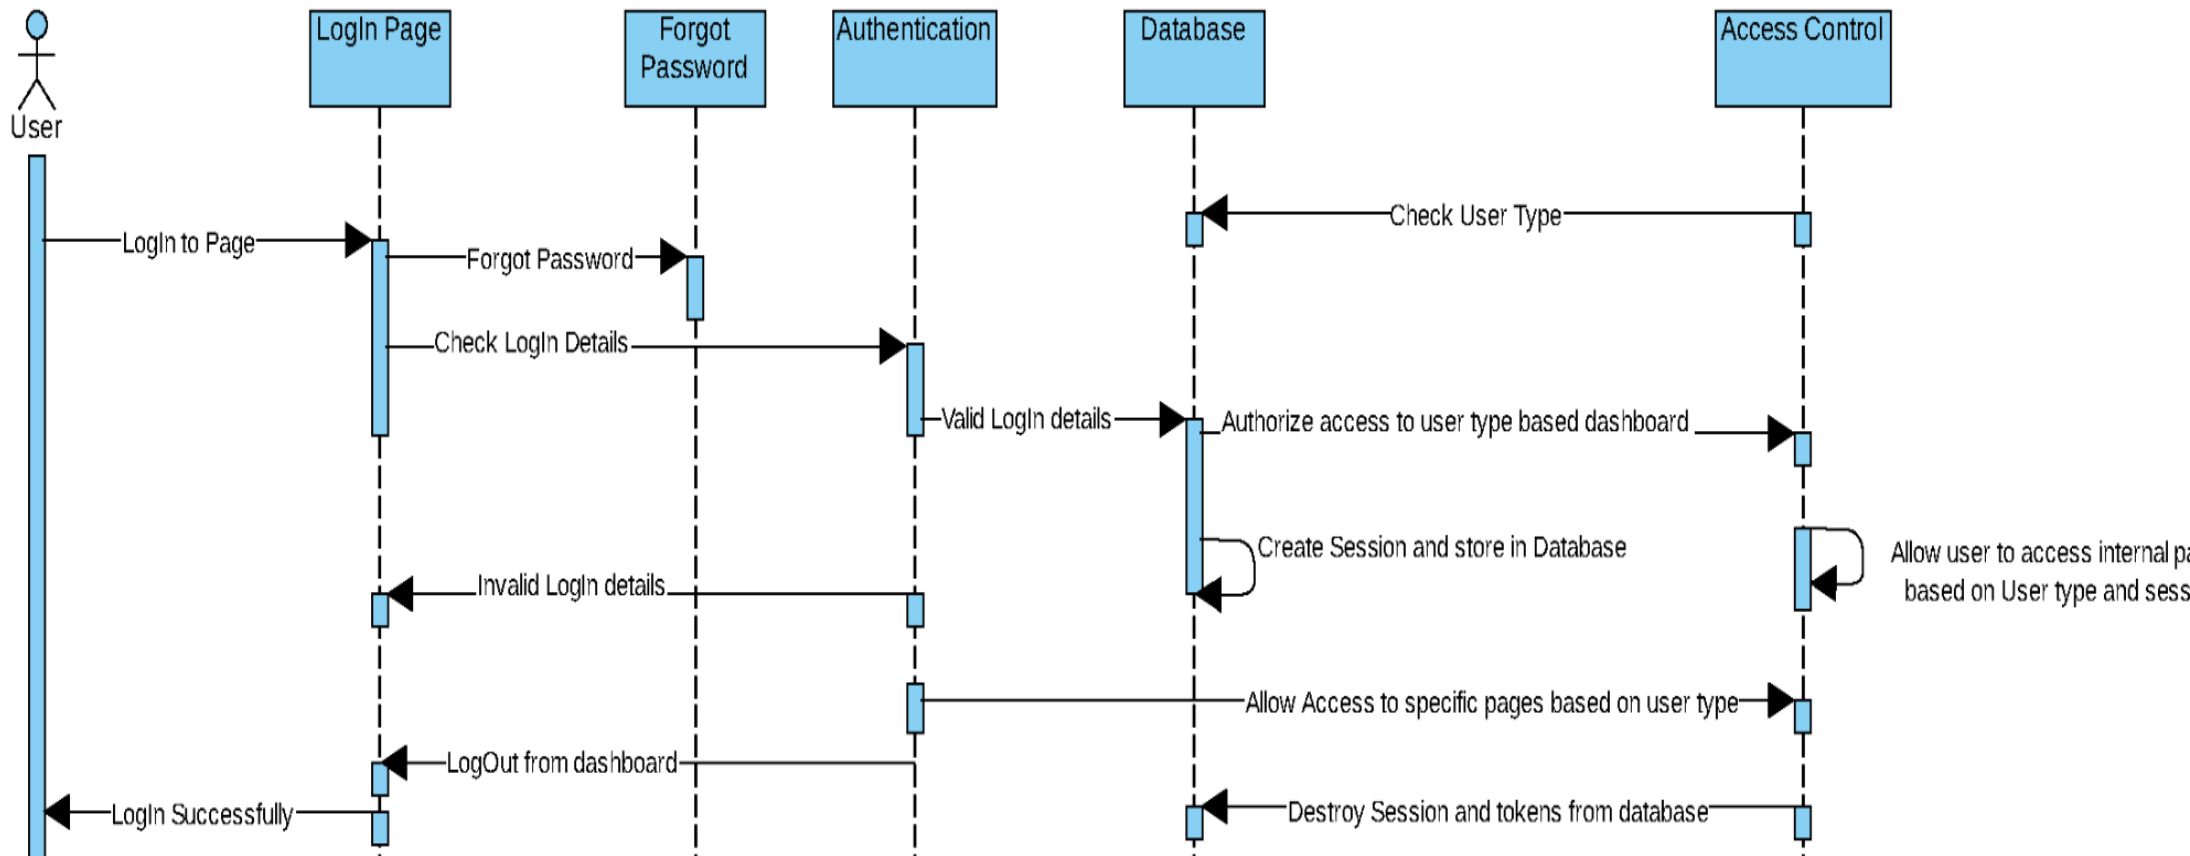 LogIn Page
Forgot
Password
Authentication
Database
Access Control
User
Check User Type
LogIn to Page
Forgot Password
Check LogIn Details
Valid LogIn details
Authorize access to user type based dashboard
Create Session and store in Database
Allow user to access internal
based on User type and
Invalid LogIn details
Allow Access to specific pages based on user type
LogOut from dashboard
LogIn Successfully
Destroy Session and tokens from database